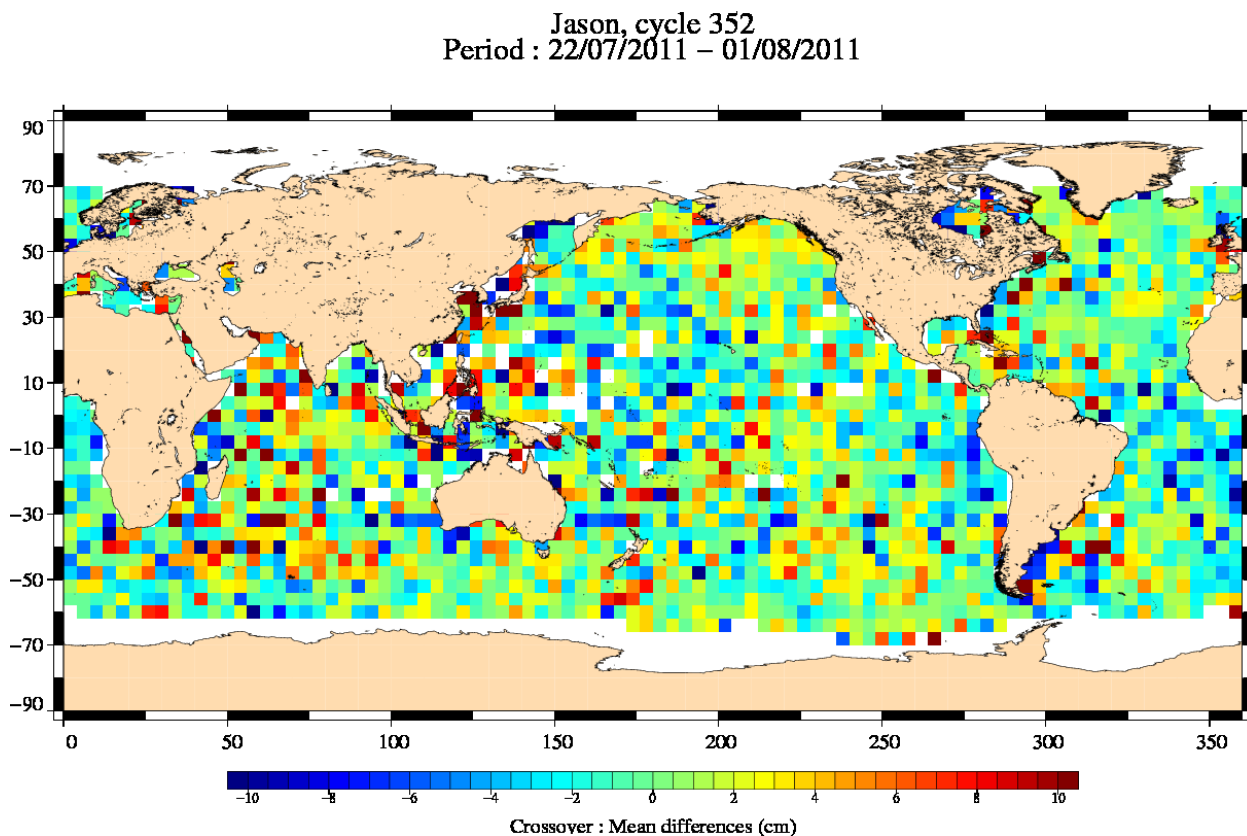 Jason, cycle 352
Period : 22/07/2011 − 01/08/2011
90
70
50
30
10
−10
−30
−50
−70
−90
0 50 100 150 200 250 300 350
−10 −8 −6 −4 −2 0 2 4 6 8 10
Crossover : Mean differences (cm)